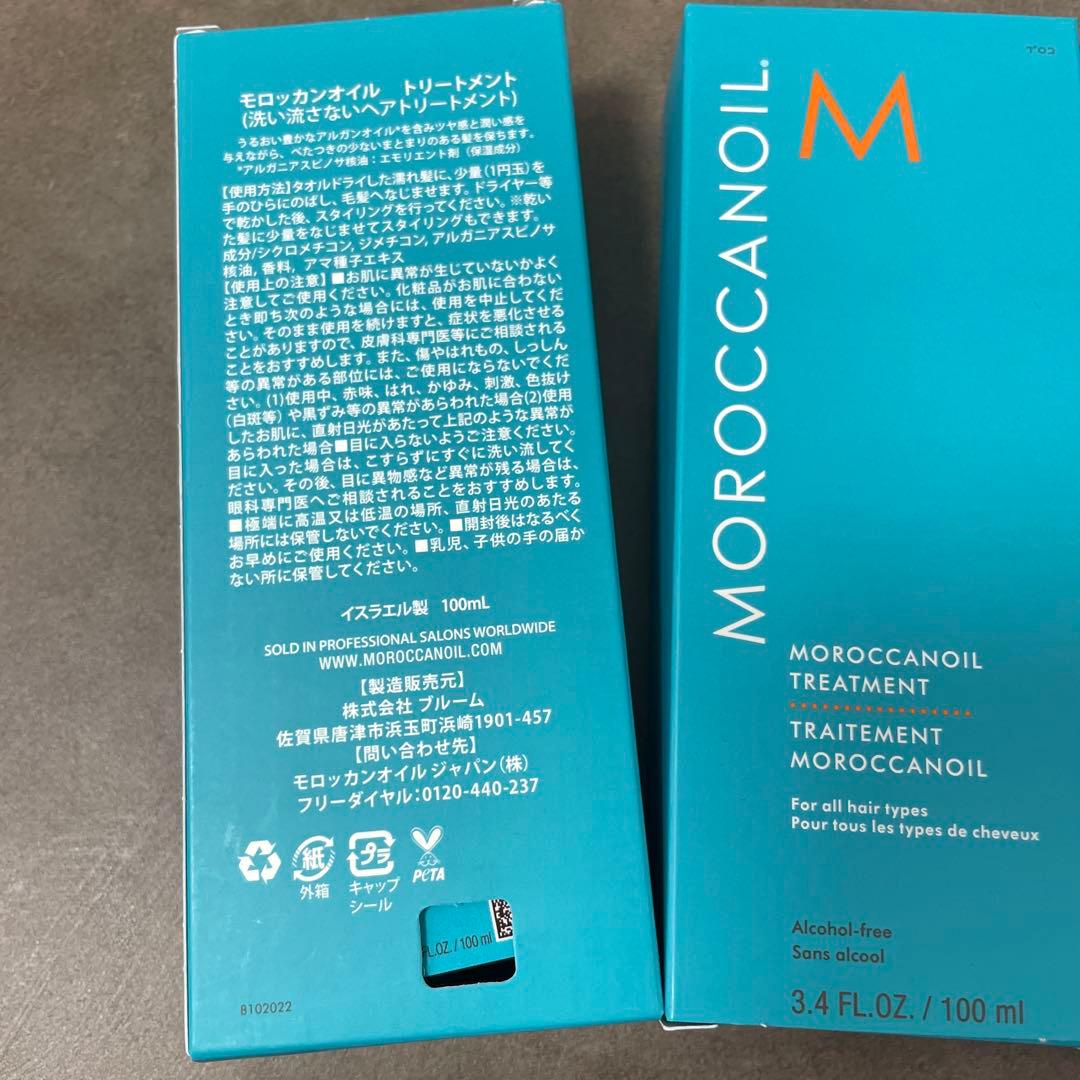 モロッカンオイル　トリートメント
(洗い流さないヘアトリートメント)
うるおい豊かなアルガンオイル*を含みツヤ感と潤い感を
与えながら、べたつきの少ないまとまりのある髪を保ちます。
*アルガニアスピノサ核油：エモリエント剤（保湿成分）
【使用方法】タオルドライした濡れ髪に、少量（1円玉）を
手のひらにのばし、毛髪へなじませます。ドライヤー等
で乾かした後、スタイリングを行ってください。※乾い
た髪に少量をなじませてスタイリングもできます。
成分/シクロメチコン, ジメチコン, アルガニアスピノサ
核油, 香料, アマ種子エキス
【使用上の注意】■お肌に異常が生じていないかよく
注意してご使用ください。化粧品がお肌に合わない
とき即ち次のような場合には、使用を中止してくだ
さい。そのまま使用を続けますと、症状を悪化させる
ことがありますので、皮膚科専門医等にご相談される
ことをおすすめします。また、傷やはれもの、しっしん
等の異常がある部位には、ご使用にならないでくだ
さい。(1)使用中、赤味、はれ、かゆみ、刺激、色抜け
（白斑等）や黒ずみ等の異常があらわれた場合(2)使用
したお肌に、直射日光があたって上記のような異常が
あらわれた場合■目に入らないようご注意ください。
目に入った場合は、こすらずにすぐに洗い流してく
ださい。その後、目に異物感など異常が残る場合は、
眼科専門医へご相談されることをおすすめします。
■極端に高温又は低温の場所、直射日光のあたる
場所には保管しないでください。■開封後はなるべく
お早めにご使用ください。■乳児、子供の手の届か
ない所に保管してください。
イスラエル製　100mL
SOLD IN PROFESSIONAL SALONS WORLDWIDE
WWW.MOROCCANOIL.COM
【製造販売元】
株式会社 ブルーム
佐賀県唐津市浜玉町浜崎1901-457
【問い合わせ先】
モロッカンオイル ジャパン（株）
フリーダイヤル：0120-440-237
紙
外箱
プラ
キャップ
シール
PETA
FL.OZ. / 100 ml
B102022
M
MOROCCANOIL®
MOROCCANOIL
TREATMENT
TRAITEMENT
MOROCCANOIL
For all hair types
Pour tous les types de cheveux
Alcohol-free
Sans alcool
3.4 FL.OZ. / 100 ml